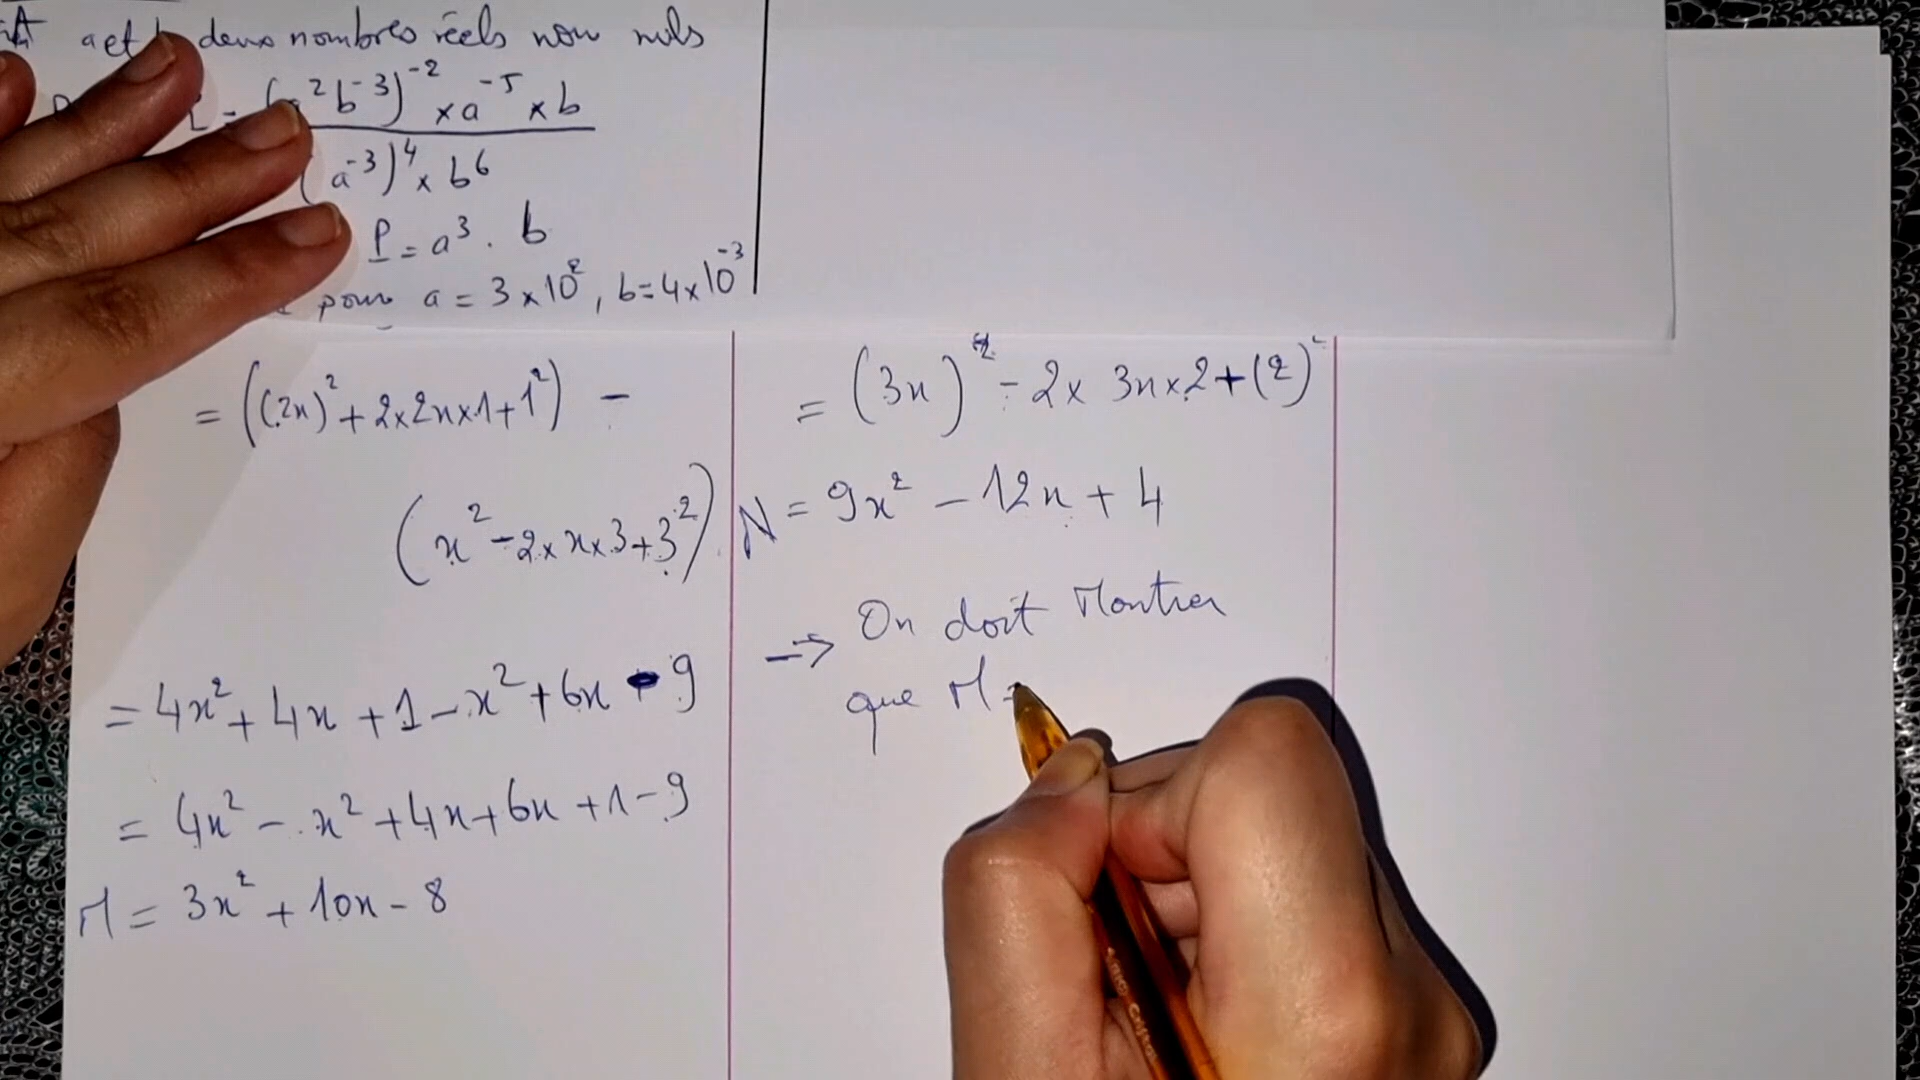 a et b deux nombres réels non nuls
a²b⁻³)⁻² × a⁻⁵ × b
(a⁻³)⁴ × b⁶
P = a³ . b
pour a = 3 × 10², b = 4 × 10⁻³
= ((2x)² + 2×2x×1 + 1²) -
(x² - 2×x×3 + 3²)
= 4x² + 4x + 1 - x² + 6x - 9
= 4x² - x² + 4x + 6x + 1 - 9
M = 3x² + 10x - 8
= (3x)² - 2 × 3x × 2 + (2)²
N = 9x² - 12x + 4
→ On doit Montrer
que M =